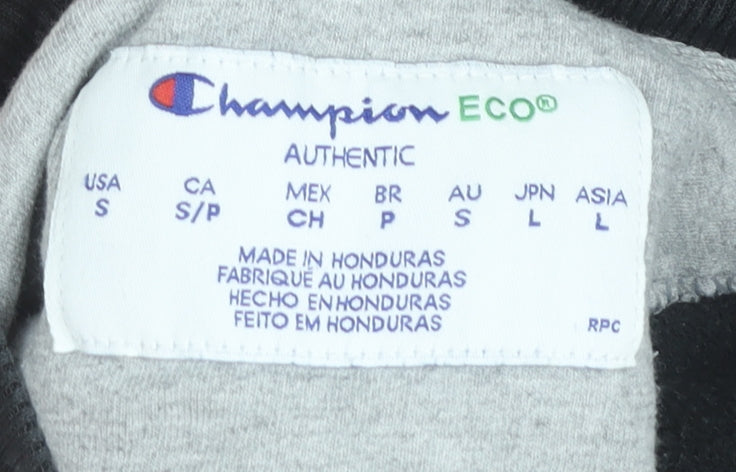 Champion ECO®
AUTHENTIC
USA CA MEX BR AU JPN ASIA
S S/P CH P S L L
MADE IN HONDURAS
FABRIQUÉ AU HONDURAS
HECHO EN HONDURAS
FEITO EM HONDURAS
RPC